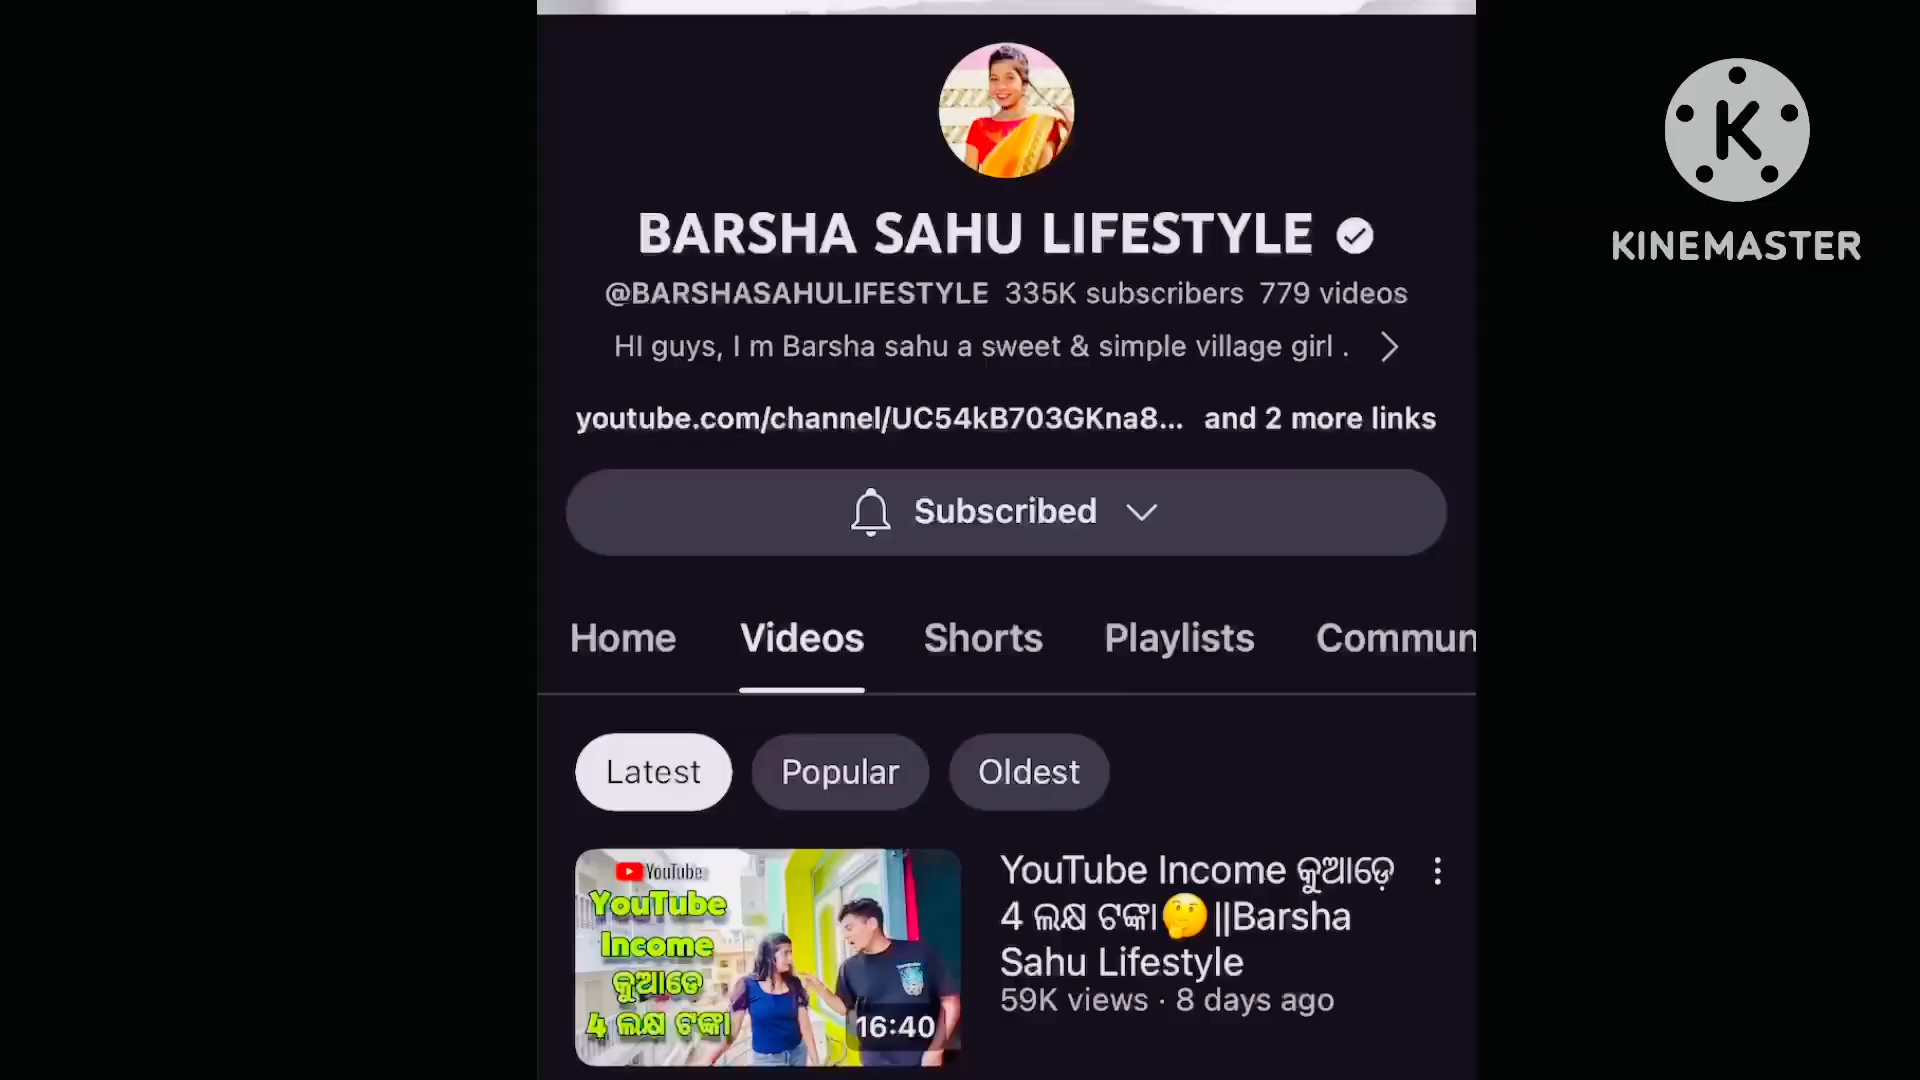 BARSHA SAHU LIFESTYLE
@BARSHASAHULIFESTYLE 335K subscribers 779 videos
HI guys, I m Barsha sahu a sweet & simple village girl .
youtube.com/channel/UC54kB703GKna8... and 2 more links
Subscribed
Home Videos Shorts Playlists Commun
Latest Popular Oldest
YouTube
YouTube
Income
କୁଆଡେ
4 ଲକ୍ଷ ଟଙ୍କା
16:40
YouTube Income କୁଆଡ଼େ
4 ଲକ୍ଷ ଟଙ୍କା🤔||Barsha
Sahu Lifestyle
59K views · 8 days ago
K
KINEMASTER